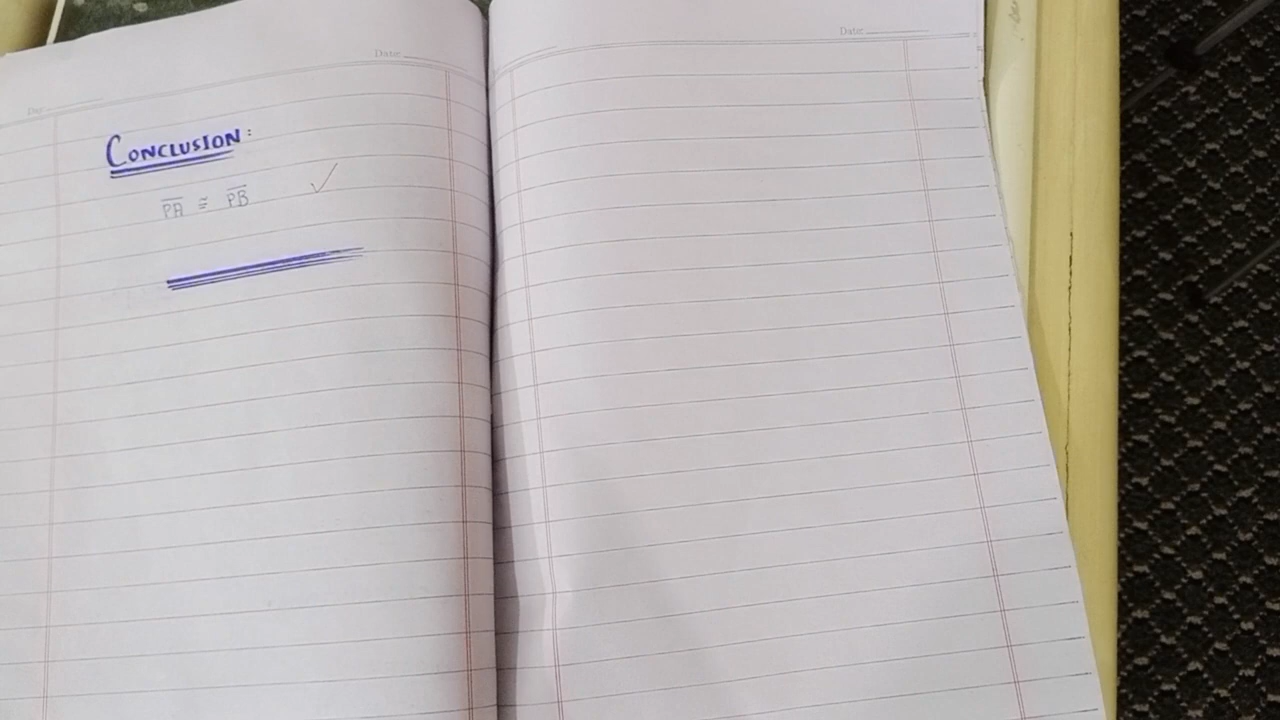 Date:
Date:
CONCLUSION:
P̅A̅ ≅ P̅B̅ ✓